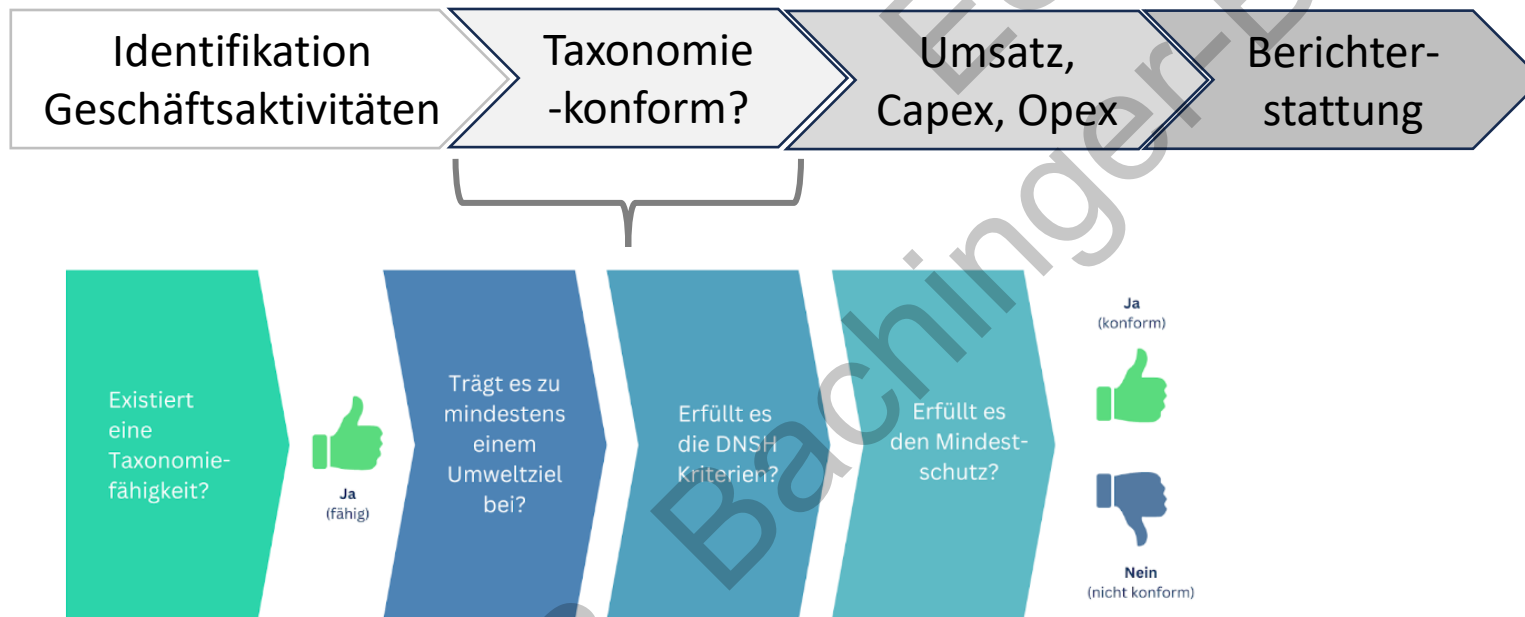 Identifikation
Geschäftsaktivitäten
Taxonomie
-konform?
Umsatz,
Capex, Opex
Berichter-
stattung
Existiert
eine
Taxonomie-
fähigkeit?
Ja
(fähig)
Trägt es zu
mindestens
einem
Umweltziel
bei?
Erfüllt es
die DNSH
Kriterien?
Erfüllt es
den Mindest-
schutz?
Ja
(konform)
Nein
(nicht konform)
Bachinger-